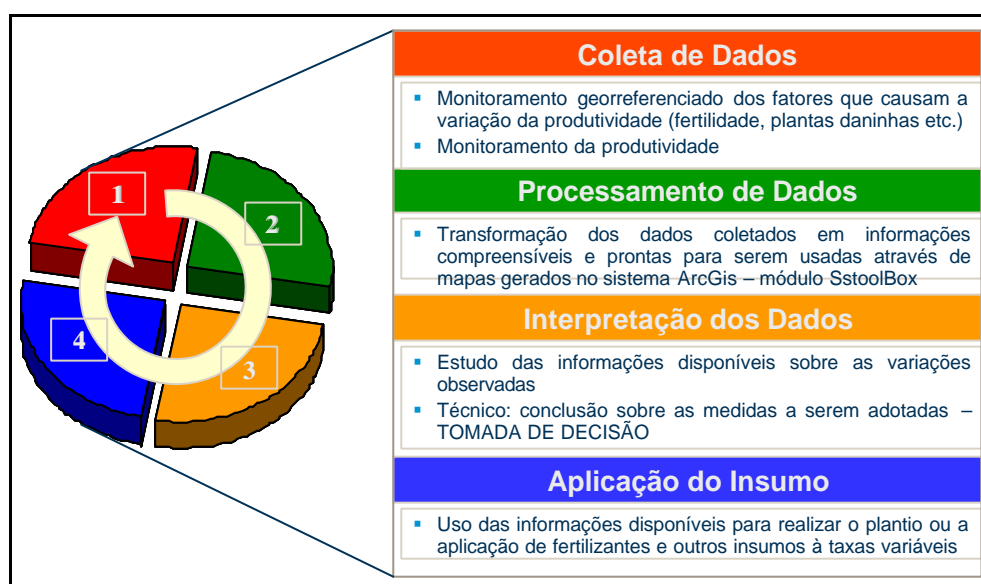 1
2
3
4
Coleta de Dados
▪ Monitoramento georreferenciado dos fatores que causam a
variação da produtividade (fertilidade, plantas daninhas etc.)
▪ Monitoramento da produtividade
Processamento de Dados
▪ Transformação dos dados coletados em informações
compreensíveis e prontas para serem usadas através de
mapas gerados no sistema ArcGis – módulo SstoolBox
Interpretação dos Dados
▪ Estudo das informações disponíveis sobre as variações
observadas
▪ Técnico: conclusão sobre as medidas a serem adotadas –
TOMADA DE DECISÃO
Aplicação do Insumo
▪ Uso das informações disponíveis para realizar o plantio ou a
aplicação de fertilizantes e outros insumos à taxas variáveis